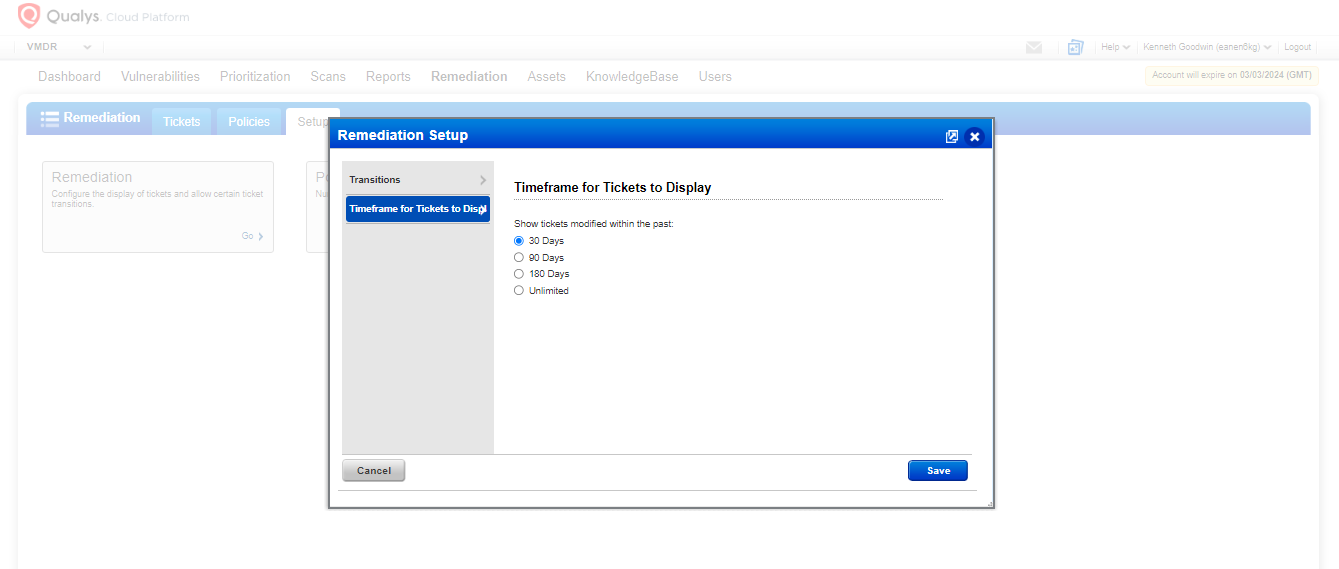 Qualys. Cloud Platform
VMDR
Help
Kenneth Goodwin (eanen6kg)
Logout
Dashboard
Vulnerabilities
Prioritization
Scans
Reports
Remediation
Assets
KnowledgeBase
Users
Account will expire on 03/03/2024 (GMT)
Remediation
Tickets
Policies
Setup
Remediation
Configure the display of tickets and allow certain ticket
transitions.
Go
Remediation Setup
Transitions
Timeframe for Tickets to Displ
Timeframe for Tickets to Display
Show tickets modified within the past:
30 Days
90 Days
180 Days
Unlimited
Cancel
Save